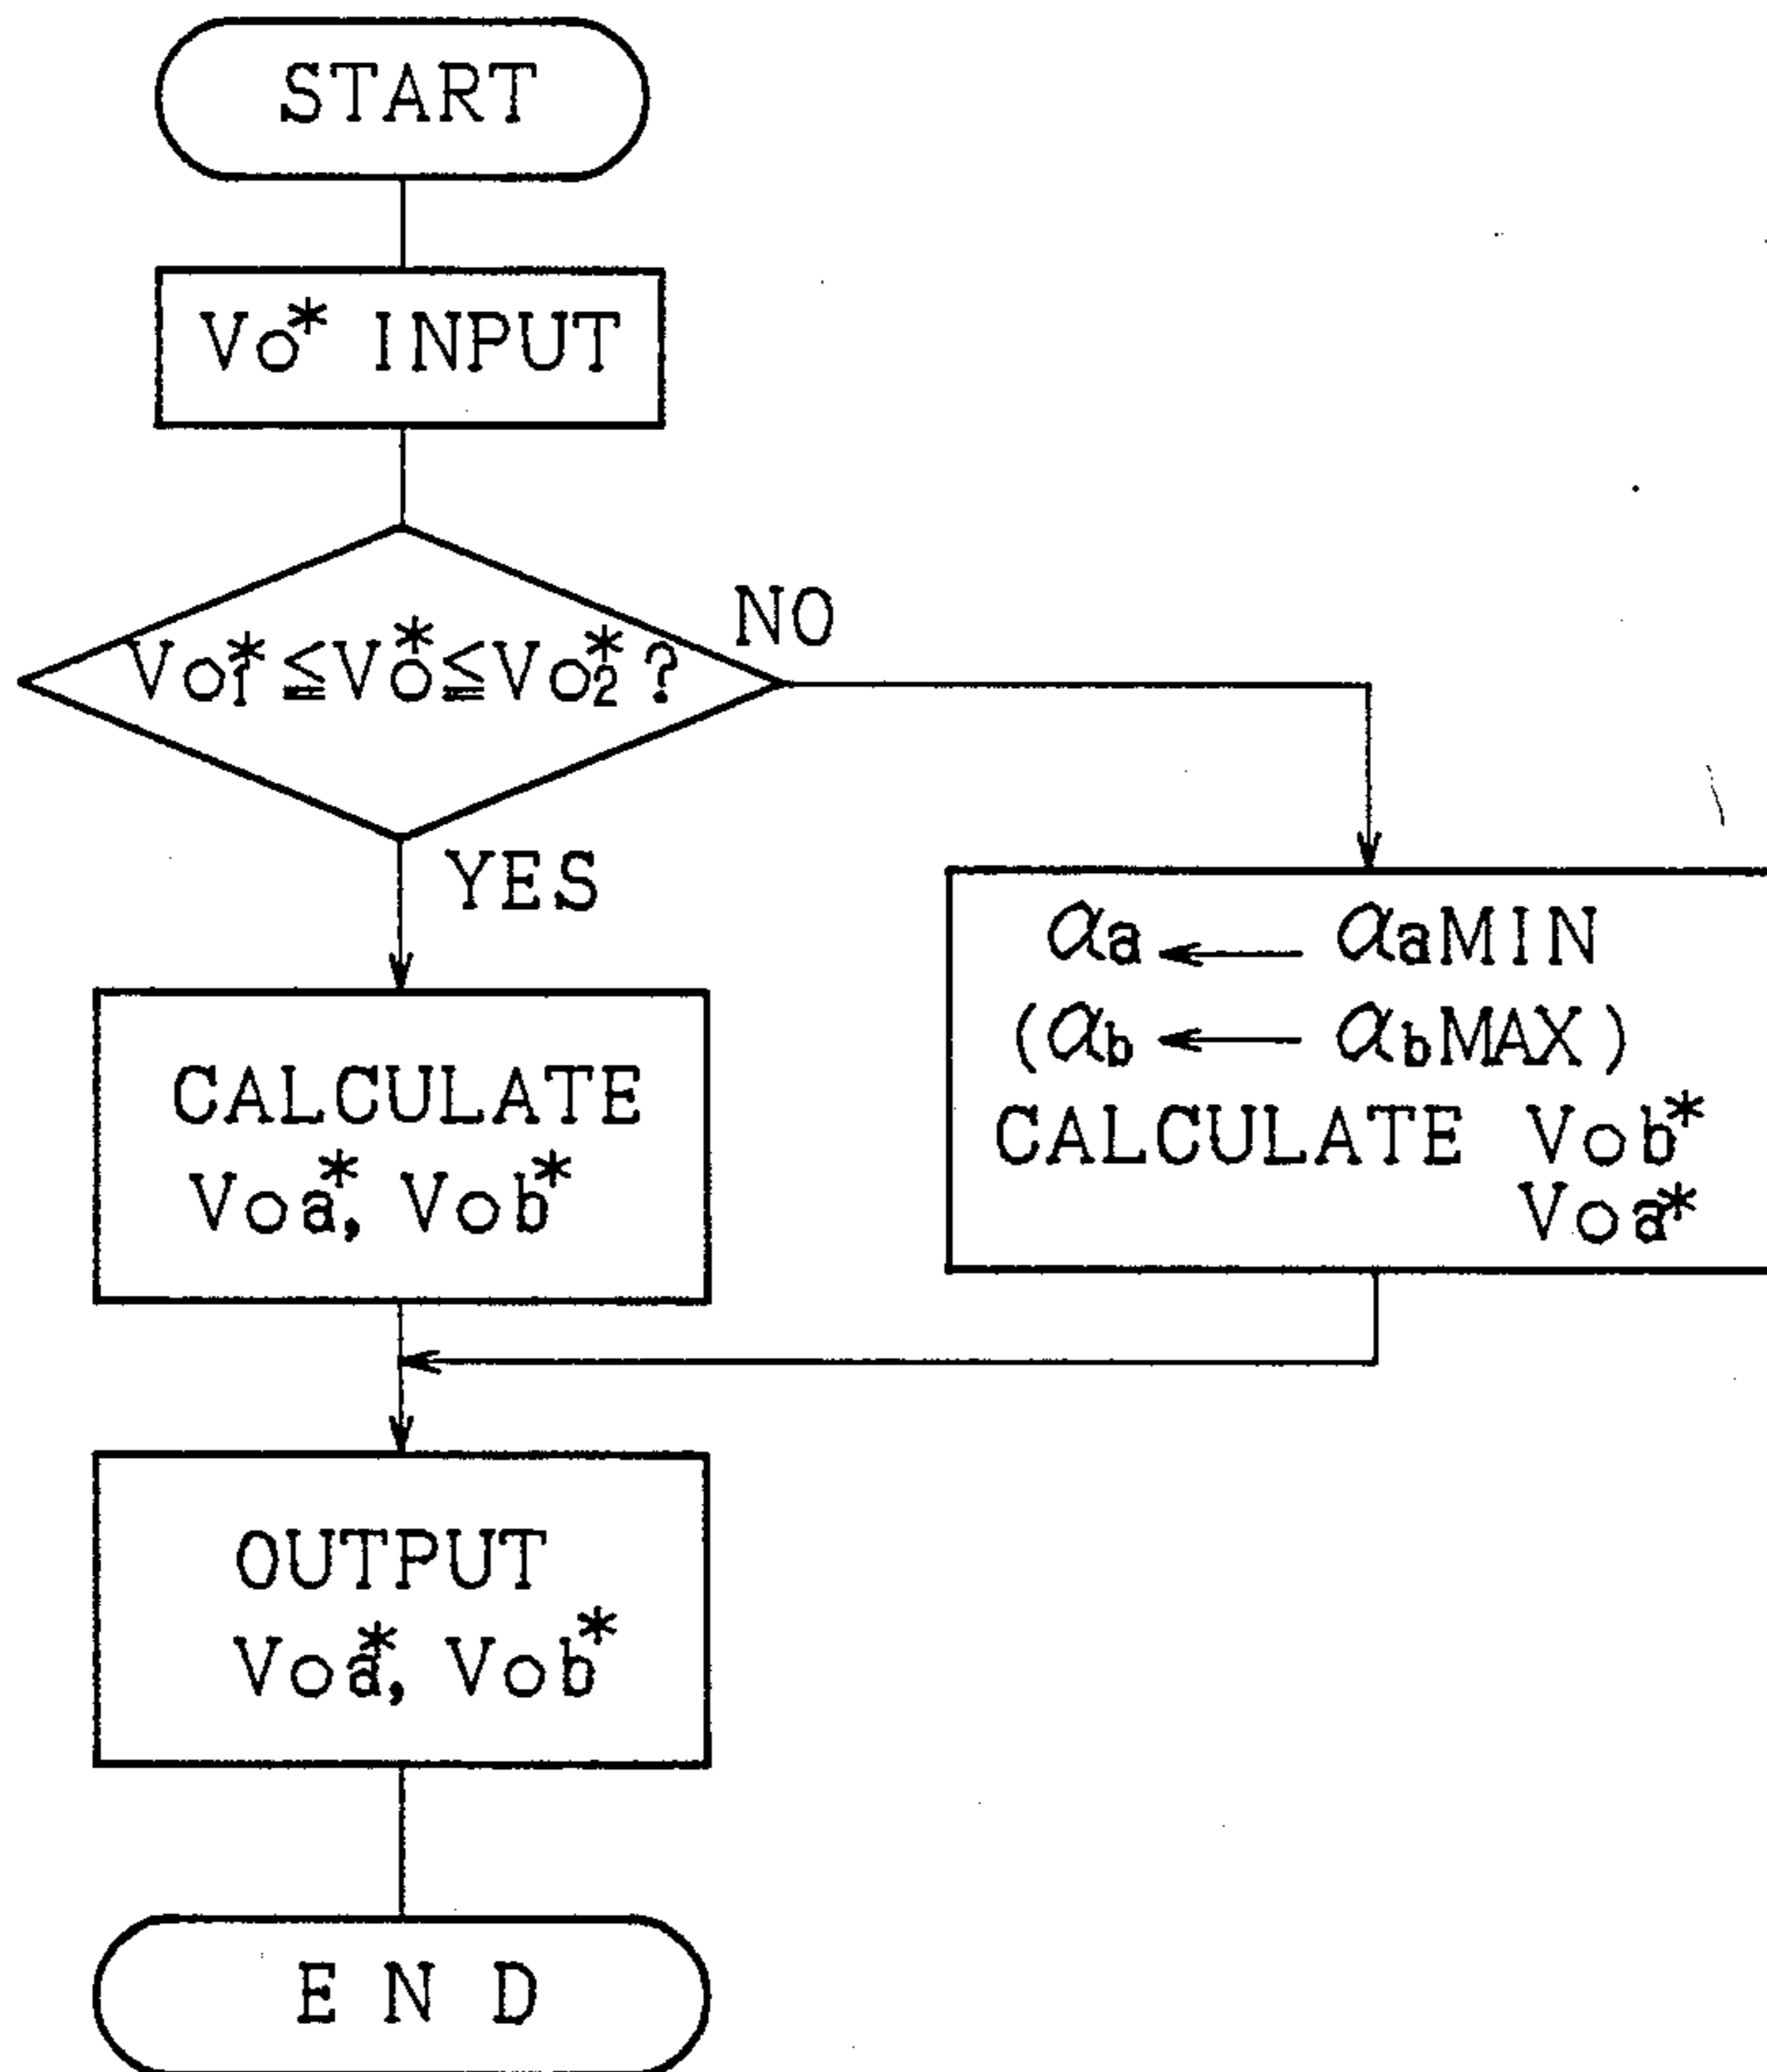 START
Vo* INPUT
Vo₁* ≦ Vo* ≦ Vo₂* ?
NO
YES
CALCULATE
Voa*, Vob*
αa ← αaMIN
(αb ← αbMAX)
CALCULATE Vob*
Voa*
OUTPUT
Voa*, Vob*
END